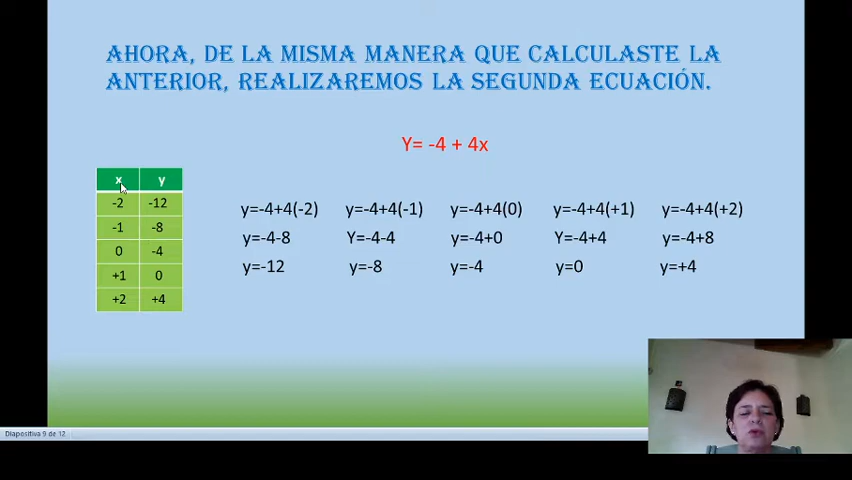 AHORA, DE LA MISMA MANERA QUE CALCULASTE LA
ANTERIOR, REALIZAREMOS LA SEGUNDA ECUACIÓN.
Y= -4 + 4x
x y
-2 -12
-1 -8
0 -4
+1 0
+2 +4
y=-4+4(-2) y=-4+4(-1) y=-4+4(0) y=-4+4(+1) y=-4+4(+2)
y=-4-8 Y=-4-4 y=-4+0 Y=-4+4 y=-4+8
y=-12 y=-8 y=-4 y=0 y=+4
Diapositiva 9 de 12